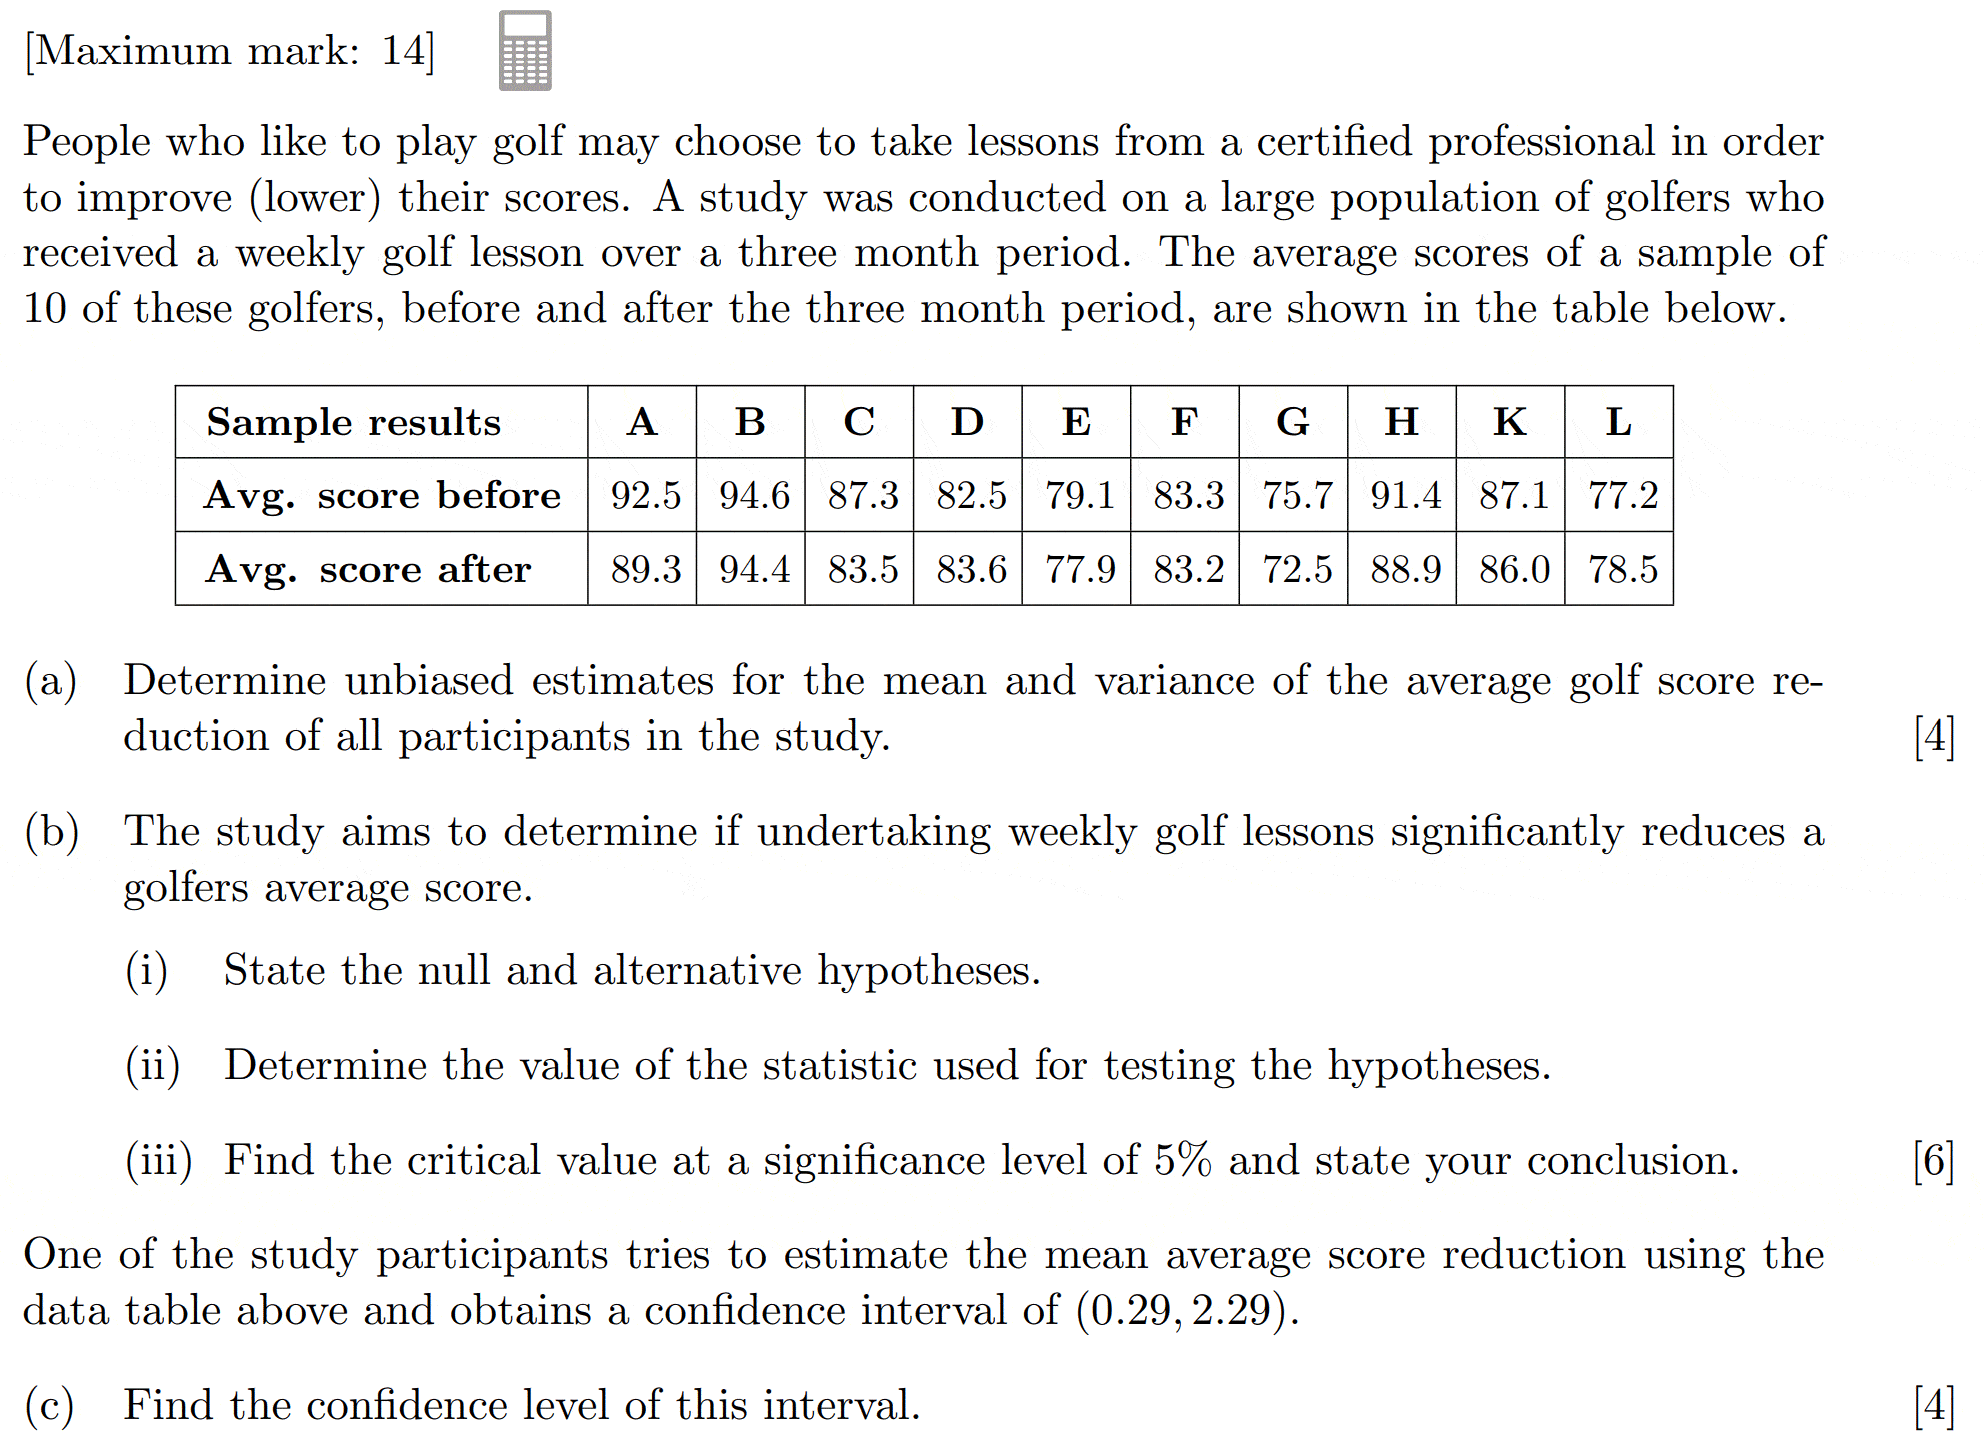 [Maximum mark: 14]
People who like to play golf may choose to take lessons from a certified professional in order
to improve (lower) their scores. A study was conducted on a large population of golfers who
received a weekly golf lesson over a three month period. The average scores of a sample of
10 of these golfers, before and after the three month period, are shown in the table below.
Sample results A B C D E F G H K L
Avg. score before 92.5 94.6 87.3 82.5 79.1 83.3 75.7 91.4 87.1 77.2
Avg. score after 89.3 94.4 83.5 83.6 77.9 83.2 72.5 88.9 86.0 78.5
(a) Determine unbiased estimates for the mean and variance of the average golf score re-
duction of all participants in the study. [4]
(b) The study aims to determine if undertaking weekly golf lessons significantly reduces a
golfers average score.
(i) State the null and alternative hypotheses.
(ii) Determine the value of the statistic used for testing the hypotheses.
(iii) Find the critical value at a significance level of 5% and state your conclusion. [6]
One of the study participants tries to estimate the mean average score reduction using the
data table above and obtains a confidence interval of (0.29, 2.29).
(c) Find the confidence level of this interval. [4]